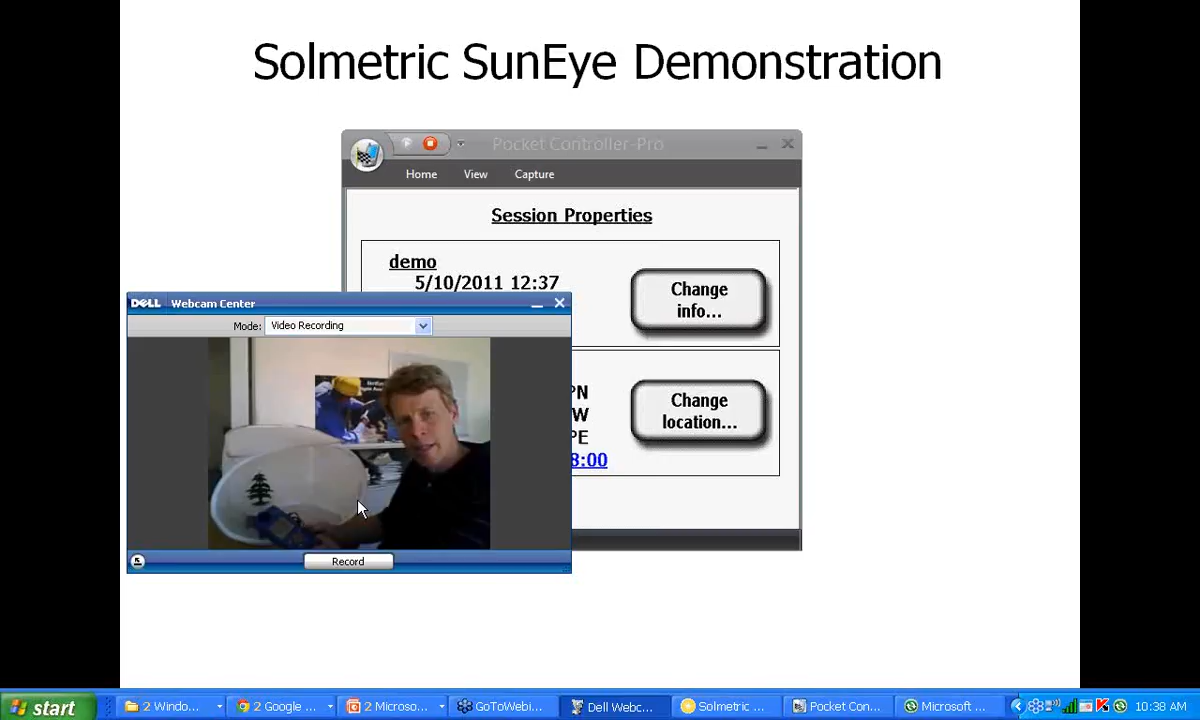 Solmetric SunEye Demonstration
Pocket Controller-Pro
Home View Capture
Session Properties
demo
5/10/2011 12:37
Change
info...
DELL Webcam Center
Mode: Video Recording
PN
W
PE
8:00
Change
location...
Record
start
2 Windo...
2 Google ...
2 Microso...
GoToWebi...
Dell Webc...
Solmetric ...
Pocket Con...
Microsoft ...
10:38 AM